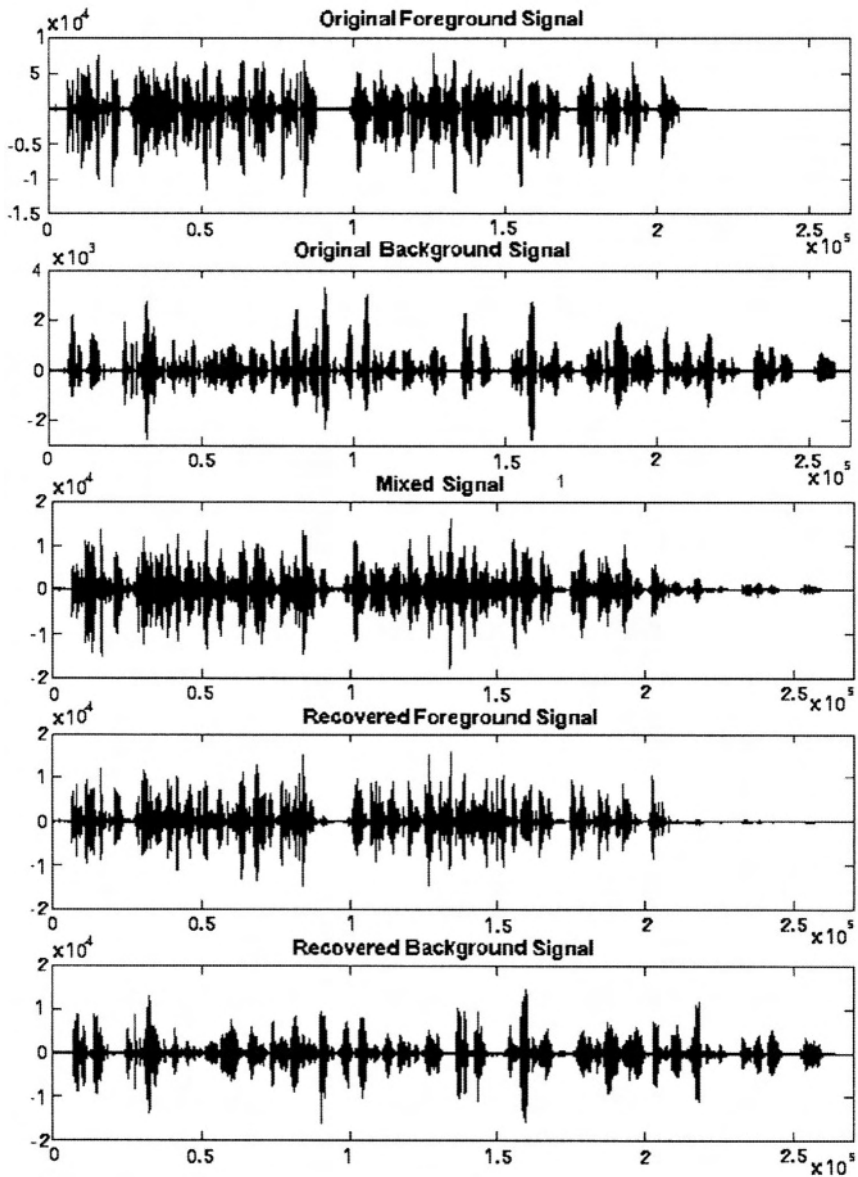 Original Foreground Signal
1 x10^4
5
0
-0.5
-1
-1.5
0 0.5 1 1.5 2 2.5
x10^5
Original Background Signal
x10^3
4
2
0
-2
0 0.5 1 1.5 2 2.5
x10^5
Mixed Signal 1
x10^4
2
1
0
-1
-2
0 0.5 1 1.5 2 2.5 x10^5
Recovered Foreground Signal
x10^4
2
1
0
-1
-2
0 0.5 1 1.5 2 2.5 x10^5
Recovered Background Signal
x10^4
2
1
0
-1
-2
0 0.5 1 1.5 2 2.5 x10^5